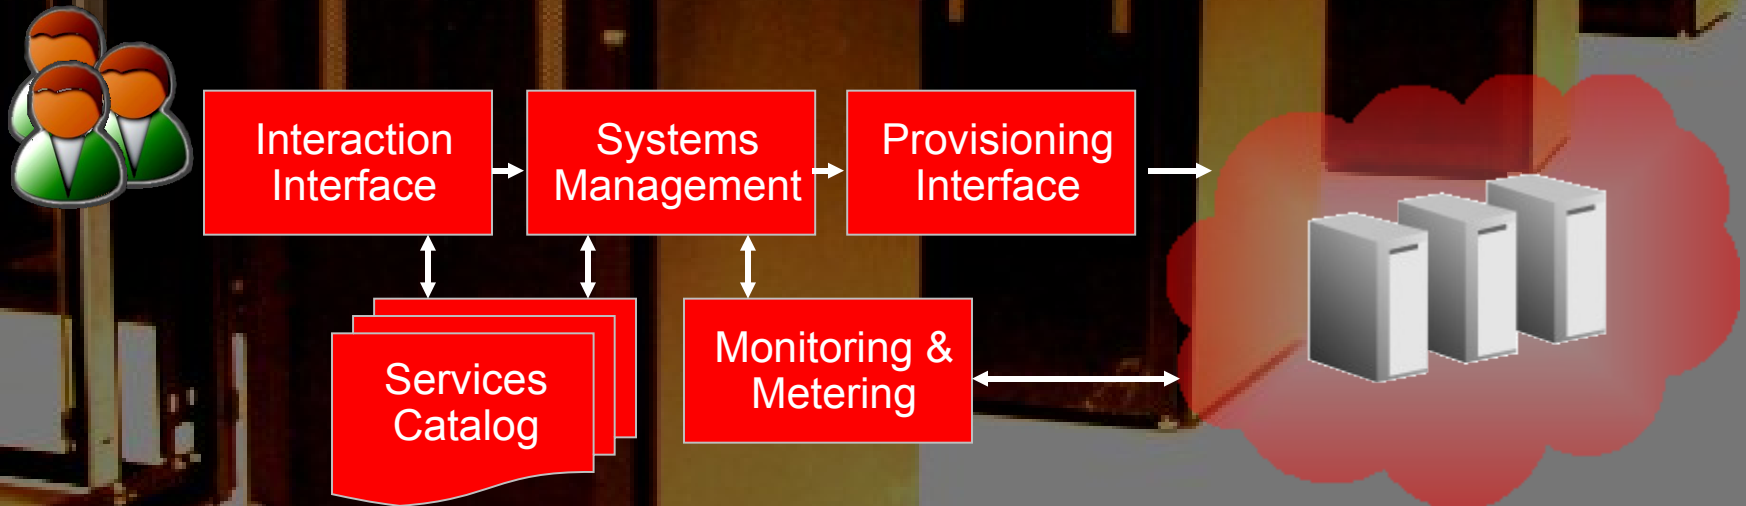 Interaction
Interface
Systems
Management
Provisioning
Interface
Services
Catalog
Monitoring &
Metering